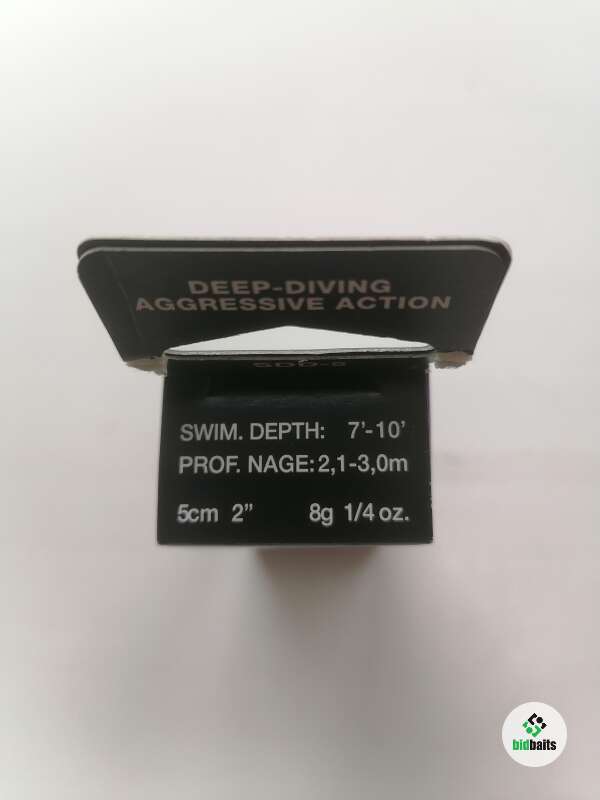 DEEP-DIVING
AGGRESSIVE ACTION
SWIM. DEPTH: 7'-10'
PROF. NAGE: 2,1-3,0m
5cm 2" 8g 1/4 oz.
bidbaits